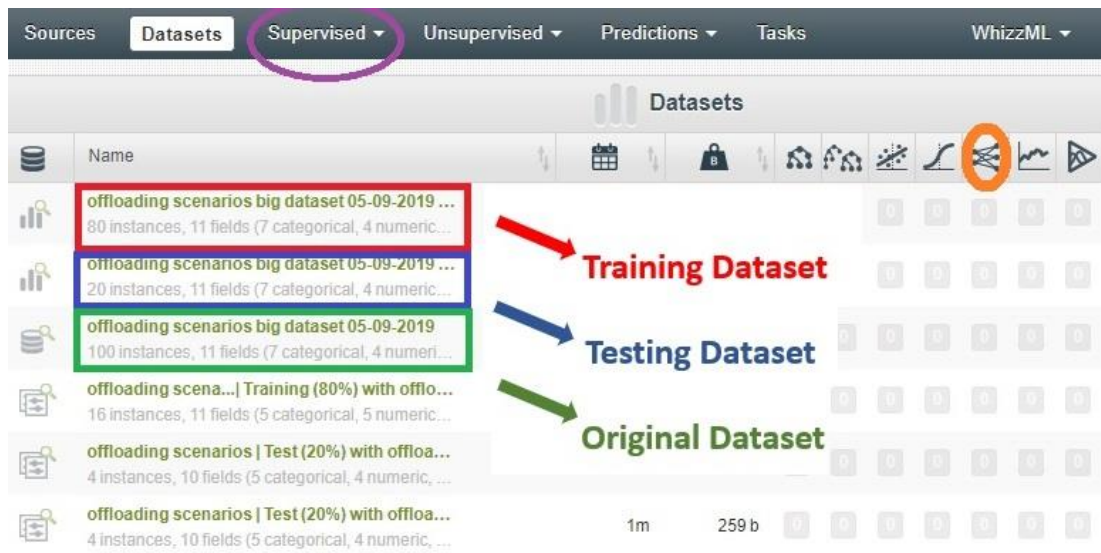 Sources Datasets Supervised Unsupervised Predictions Tasks WhizzML
Datasets
Name
offloading scenarios big dataset 05-09-2019 ...
80 instances, 11 fields (7 categorical, 4 numeric...
Training Dataset
offloading scenarios big dataset 05-09-2019 ...
20 instances, 11 fields (7 categorical, 4 numeric...
Testing Dataset
offloading scenarios big dataset 05-09-2019
100 instances, 11 fields (7 categorical, 4 numeri...
offloading scena...| Training (80%) with offlo...
16 instances, 11 fields (5 categorical, 5 numeric...
Original Dataset
offloading scenarios | Test (20%) with offloa...
4 instances, 10 fields (5 categorical, 4 numeric, ...
offloading scenarios | Test (20%) with offloa...
4 instances, 10 fields (5 categorical, 4 numeric, ...
1m 259 b